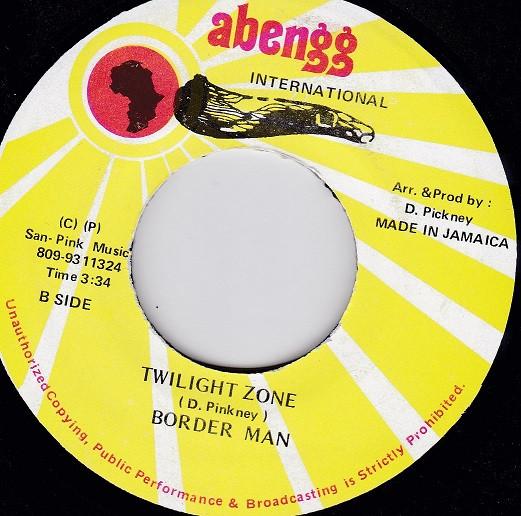 abengg
INTERNATIONAL
Arr. &Prod by :
D. Pickney
MADE IN JAMAICA
(C) (P)
San- Pink Music
809-9311324
Time 3:34
B SIDE
TWILIGHT ZONE
( D. Pinkney )
BORDER MAN
Unauthorized Copying, Public Performance & Broadcasting is Strictly Prohibited.